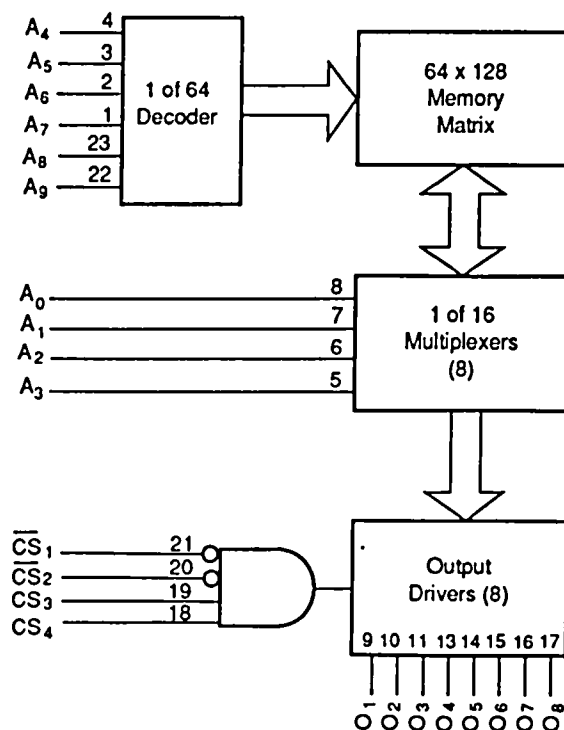 A4 4
A5 3
A6 2
A7 1
A8 23
A9 22
1 of 64
Decoder
64 x 128
Memory
Matrix
A0 8
A1 7
A2 6
A3 5
1 of 16
Multiplexers
(8)
CS1 21
CS2 20
CS3 19
CS4 18
Output
Drivers (8)
9 10 11 13 14 15 16 17
O1 O2 O3 O4 O5 O6 O7 O8